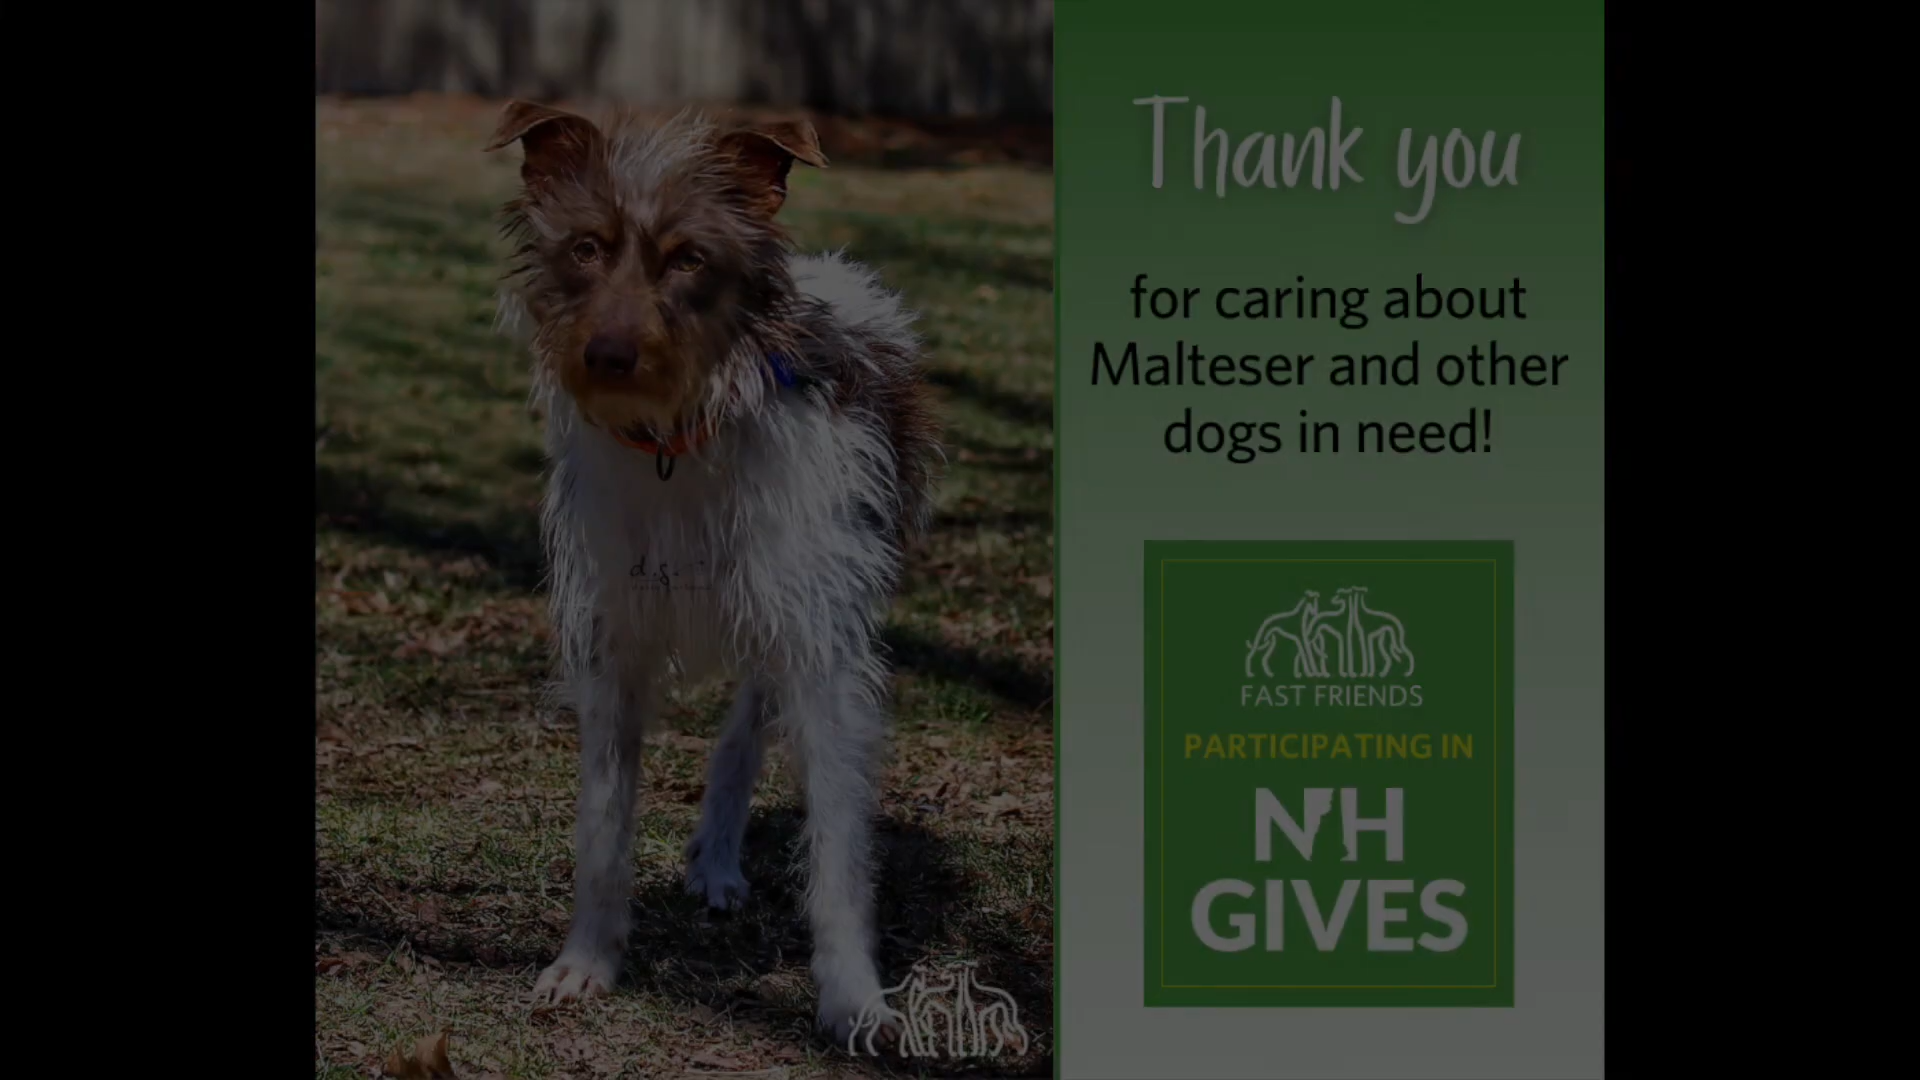 Thank you
for caring about
Malteser and other
dogs in need!
FAST FRIENDS
PARTICIPATING IN
NH
GIVES